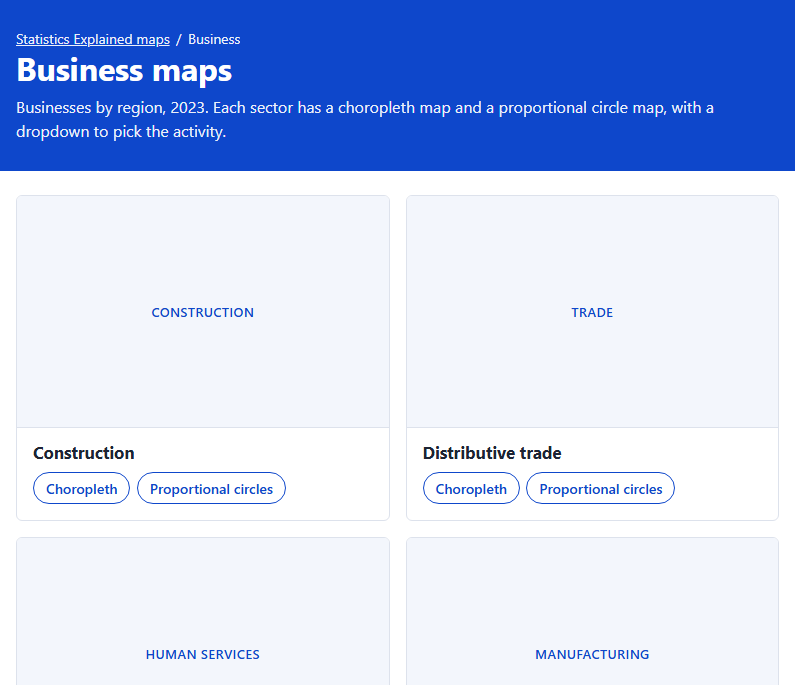 Statistics Explained maps / Business
Business maps
Businesses by region, 2023. Each sector has a choropleth map and a proportional circle map, with a
dropdown to pick the activity.
CONSTRUCTION
TRADE
Construction
Distributive trade
Choropleth
Proportional circles
Choropleth
Proportional circles
HUMAN SERVICES
MANUFACTURING